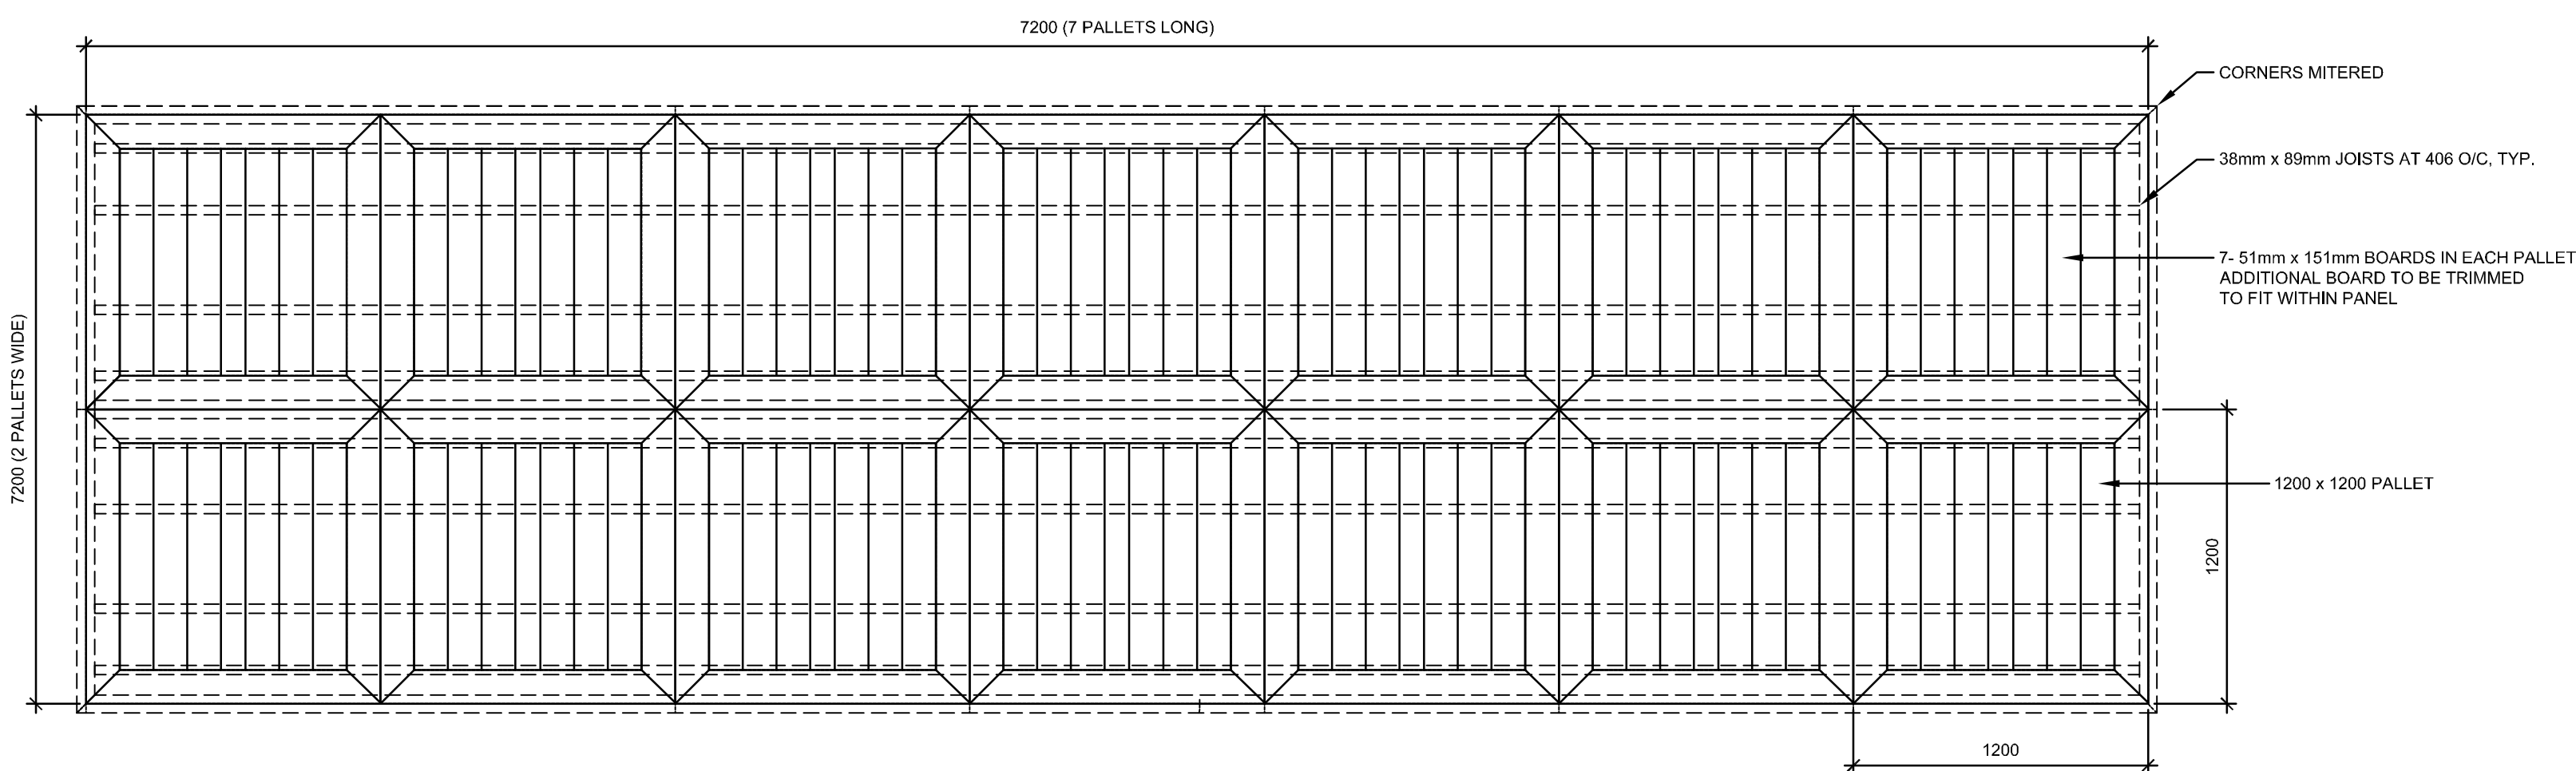 7200 (7 PALLETS LONG)
CORNERS MITERED
38mm x 89mm JOISTS AT 406 O/C, TYP.
7- 51mm x 151mm BOARDS IN EACH PALLET
ADDITIONAL BOARD TO BE TRIMMED
TO FIT WITHIN PANEL
7200 (2 PALLETS WIDE)
1200 x 1200 PALLET
1200
1200